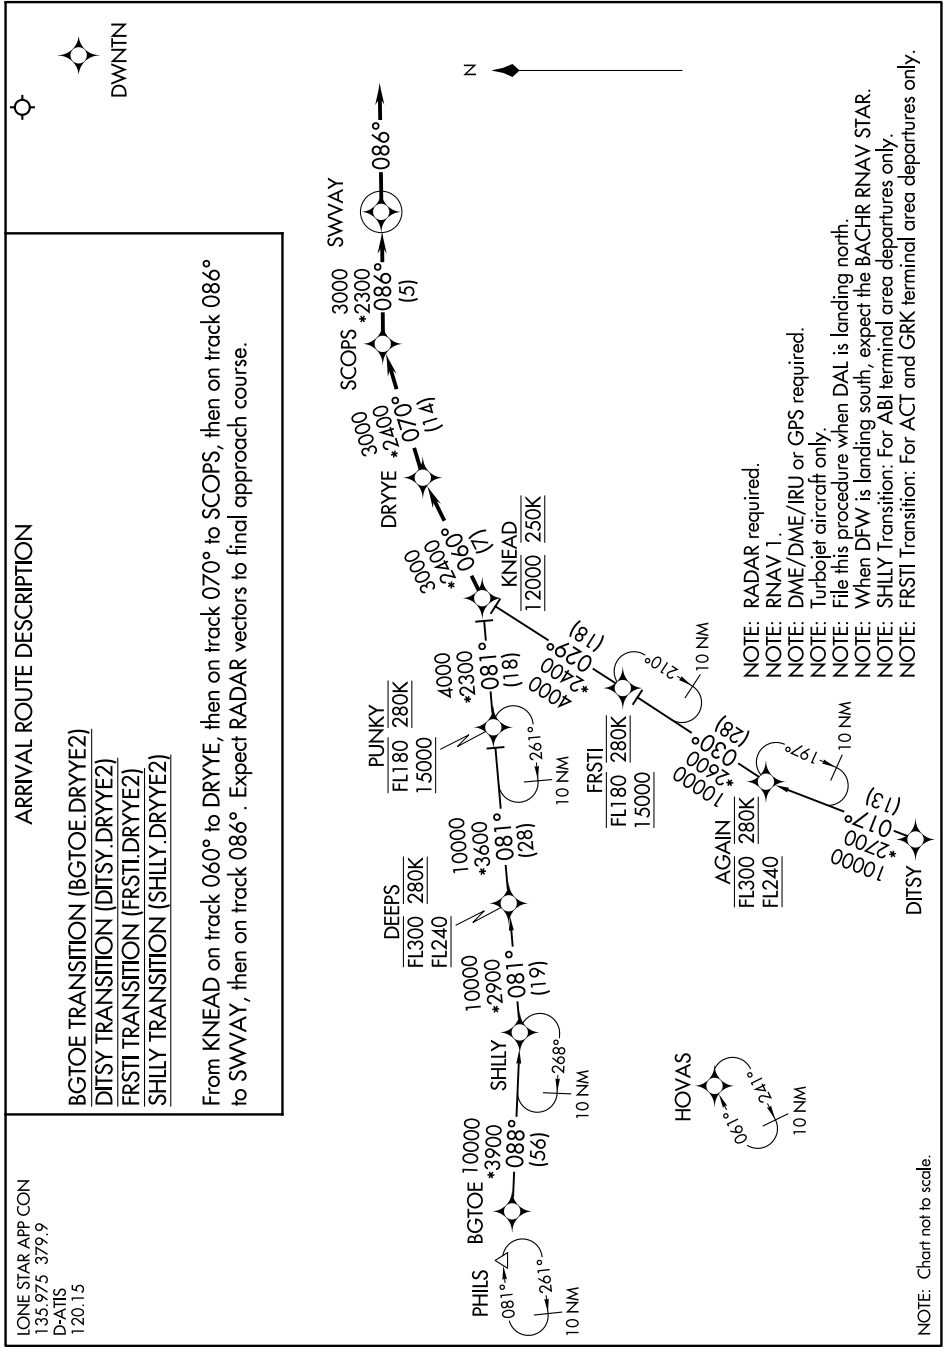 LONE STAR APP CON
135.975 379.9
D-ATIS
120.15
ARRIVAL ROUTE DESCRIPTION
BGTOE TRANSITION (BGTOE.DRYYE2)
DITSY TRANSITION (DITSY.DRYYE2)
FRSTI TRANSITION (FRSTI.DRYYE2)
SHLLY TRANSITION (SHLLY.DRYYE2)
From KNEAD on track 060° to DRYYE, then on track 070° to SCOPS, then on track 086°
to SWVAY, then on track 086°. Expect RADAR vectors to final approach course.
DWNTN
N
PHILS
081°
261°
10 NM
BGTOE
10000
*3900
088°
(56)
SHLLY
268°
10 NM
10000
*2900
081°
(19)
DEEPS
FL300 280K
FL240
10000
*3600
081°
(28)
PUNKY
FL180 280K
15000
261°
10 NM
4000
*2300
081°
(18)
KNEAD
12000 250K
3000
*2400
060°
(7)
DRYYE
3000
*2400
070°
(14)
SCOPS
3000
*2300
086°
(5)
SWVAY
086°
4000
*2400
029°
(18)
FRSTI
FL180 280K
15000
210°
10 NM
10000
*2600
030°
(28)
AGAIN
FL300 280K
FL240
197°
10 NM
10000
*2700
017°
(13)
DITSY
HOVAS
061°
241°
10 NM
NOTE: RADAR required.
NOTE: RNAV 1.
NOTE: DME/DME/IRU or GPS required.
NOTE: Turbojet aircraft only.
NOTE: File this procedure when DAL is landing north.
NOTE: When DFW is landing south, expect the BACHR RNAV STAR.
NOTE: SHLLY Transition: For ABI terminal area departures only.
NOTE: FRSTI Transition: For ACT and GRK terminal area departures only.
NOTE: Chart not to scale.